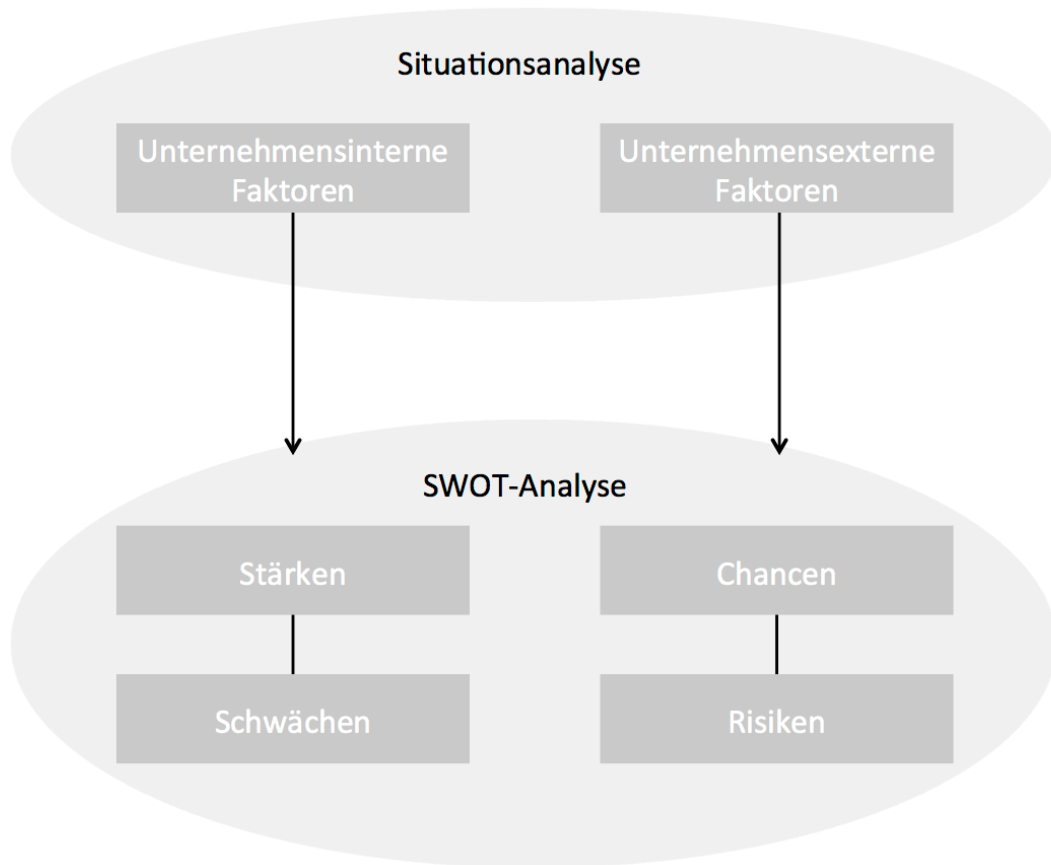 Situationsanalyse
Unternehmensinterne
Faktoren
Unternehmensexterne
Faktoren
SWOT-Analyse
Stärken
Chancen
Schwächen
Risiken